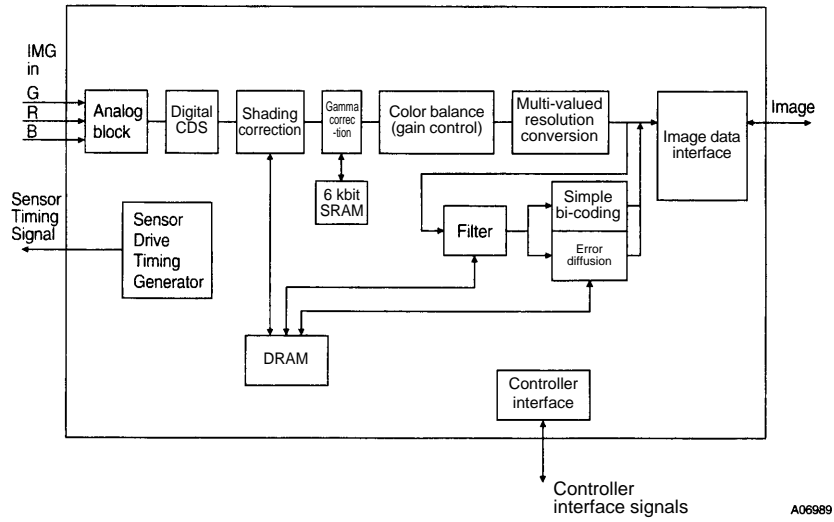 IMG
in
G
R
B
Analog
block
Digital
CDS
Shading
correction
Gamma
correc
-tion
Color balance
(gain control)
Multi-valued
resolution
conversion
Image data
interface
Image
6 kbit
SRAM
Sensor
Timing
Signal
Sensor
Drive
Timing
Generator
Filter
Simple
bi-coding
Error
diffusion
DRAM
Controller
interface
Controller
interface signals
A06989